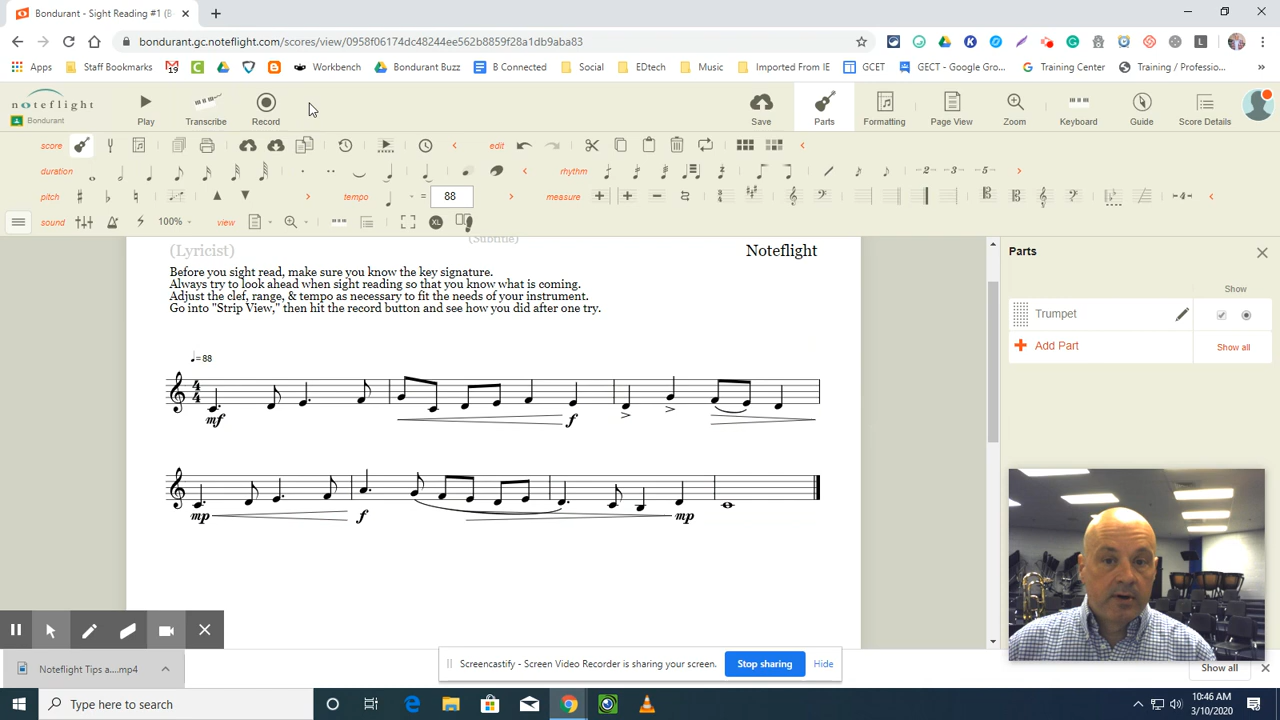 Bondurant - Sight Reading #1 (B
bondurant.gc.noteflight.com/scores/view/0958f06174dc48244ee562b8859f28a1db9aba83
Apps Staff Bookmarks 19 Workbench Bondurant Buzz B Connected Social EDtech Music Imported From IE GCET GECT - Google Gro... Training Center Training / Professio... »
noteflight
Bondurant
Play Transcribe Record Save Parts Formatting Page View Zoom Keyboard Guide Score Details
score edit
duration rhythm -2- -3- -5-
pitch tempo = 88 measure -4-
sound 100% view XL
(Subtitle)
(Lyricist) Noteflight
Before you sight read, make sure you know the key signature.
Always try to look ahead when sight reading so that you know what is coming.
Adjust the clef, range, & tempo as necessary to fit the needs of your instrument.
Go into "Strip View," then hit the record button and see how you did after one try.
=88
4
4
mf f
mp f mp
Parts
Show
Trumpet
Add Part Show all
Noteflight Tips a....mp4
Screencastify - Screen Video Recorder is sharing your screen. Stop sharing Hide
Show all
Type here to search
10:46 AM
3/10/2020